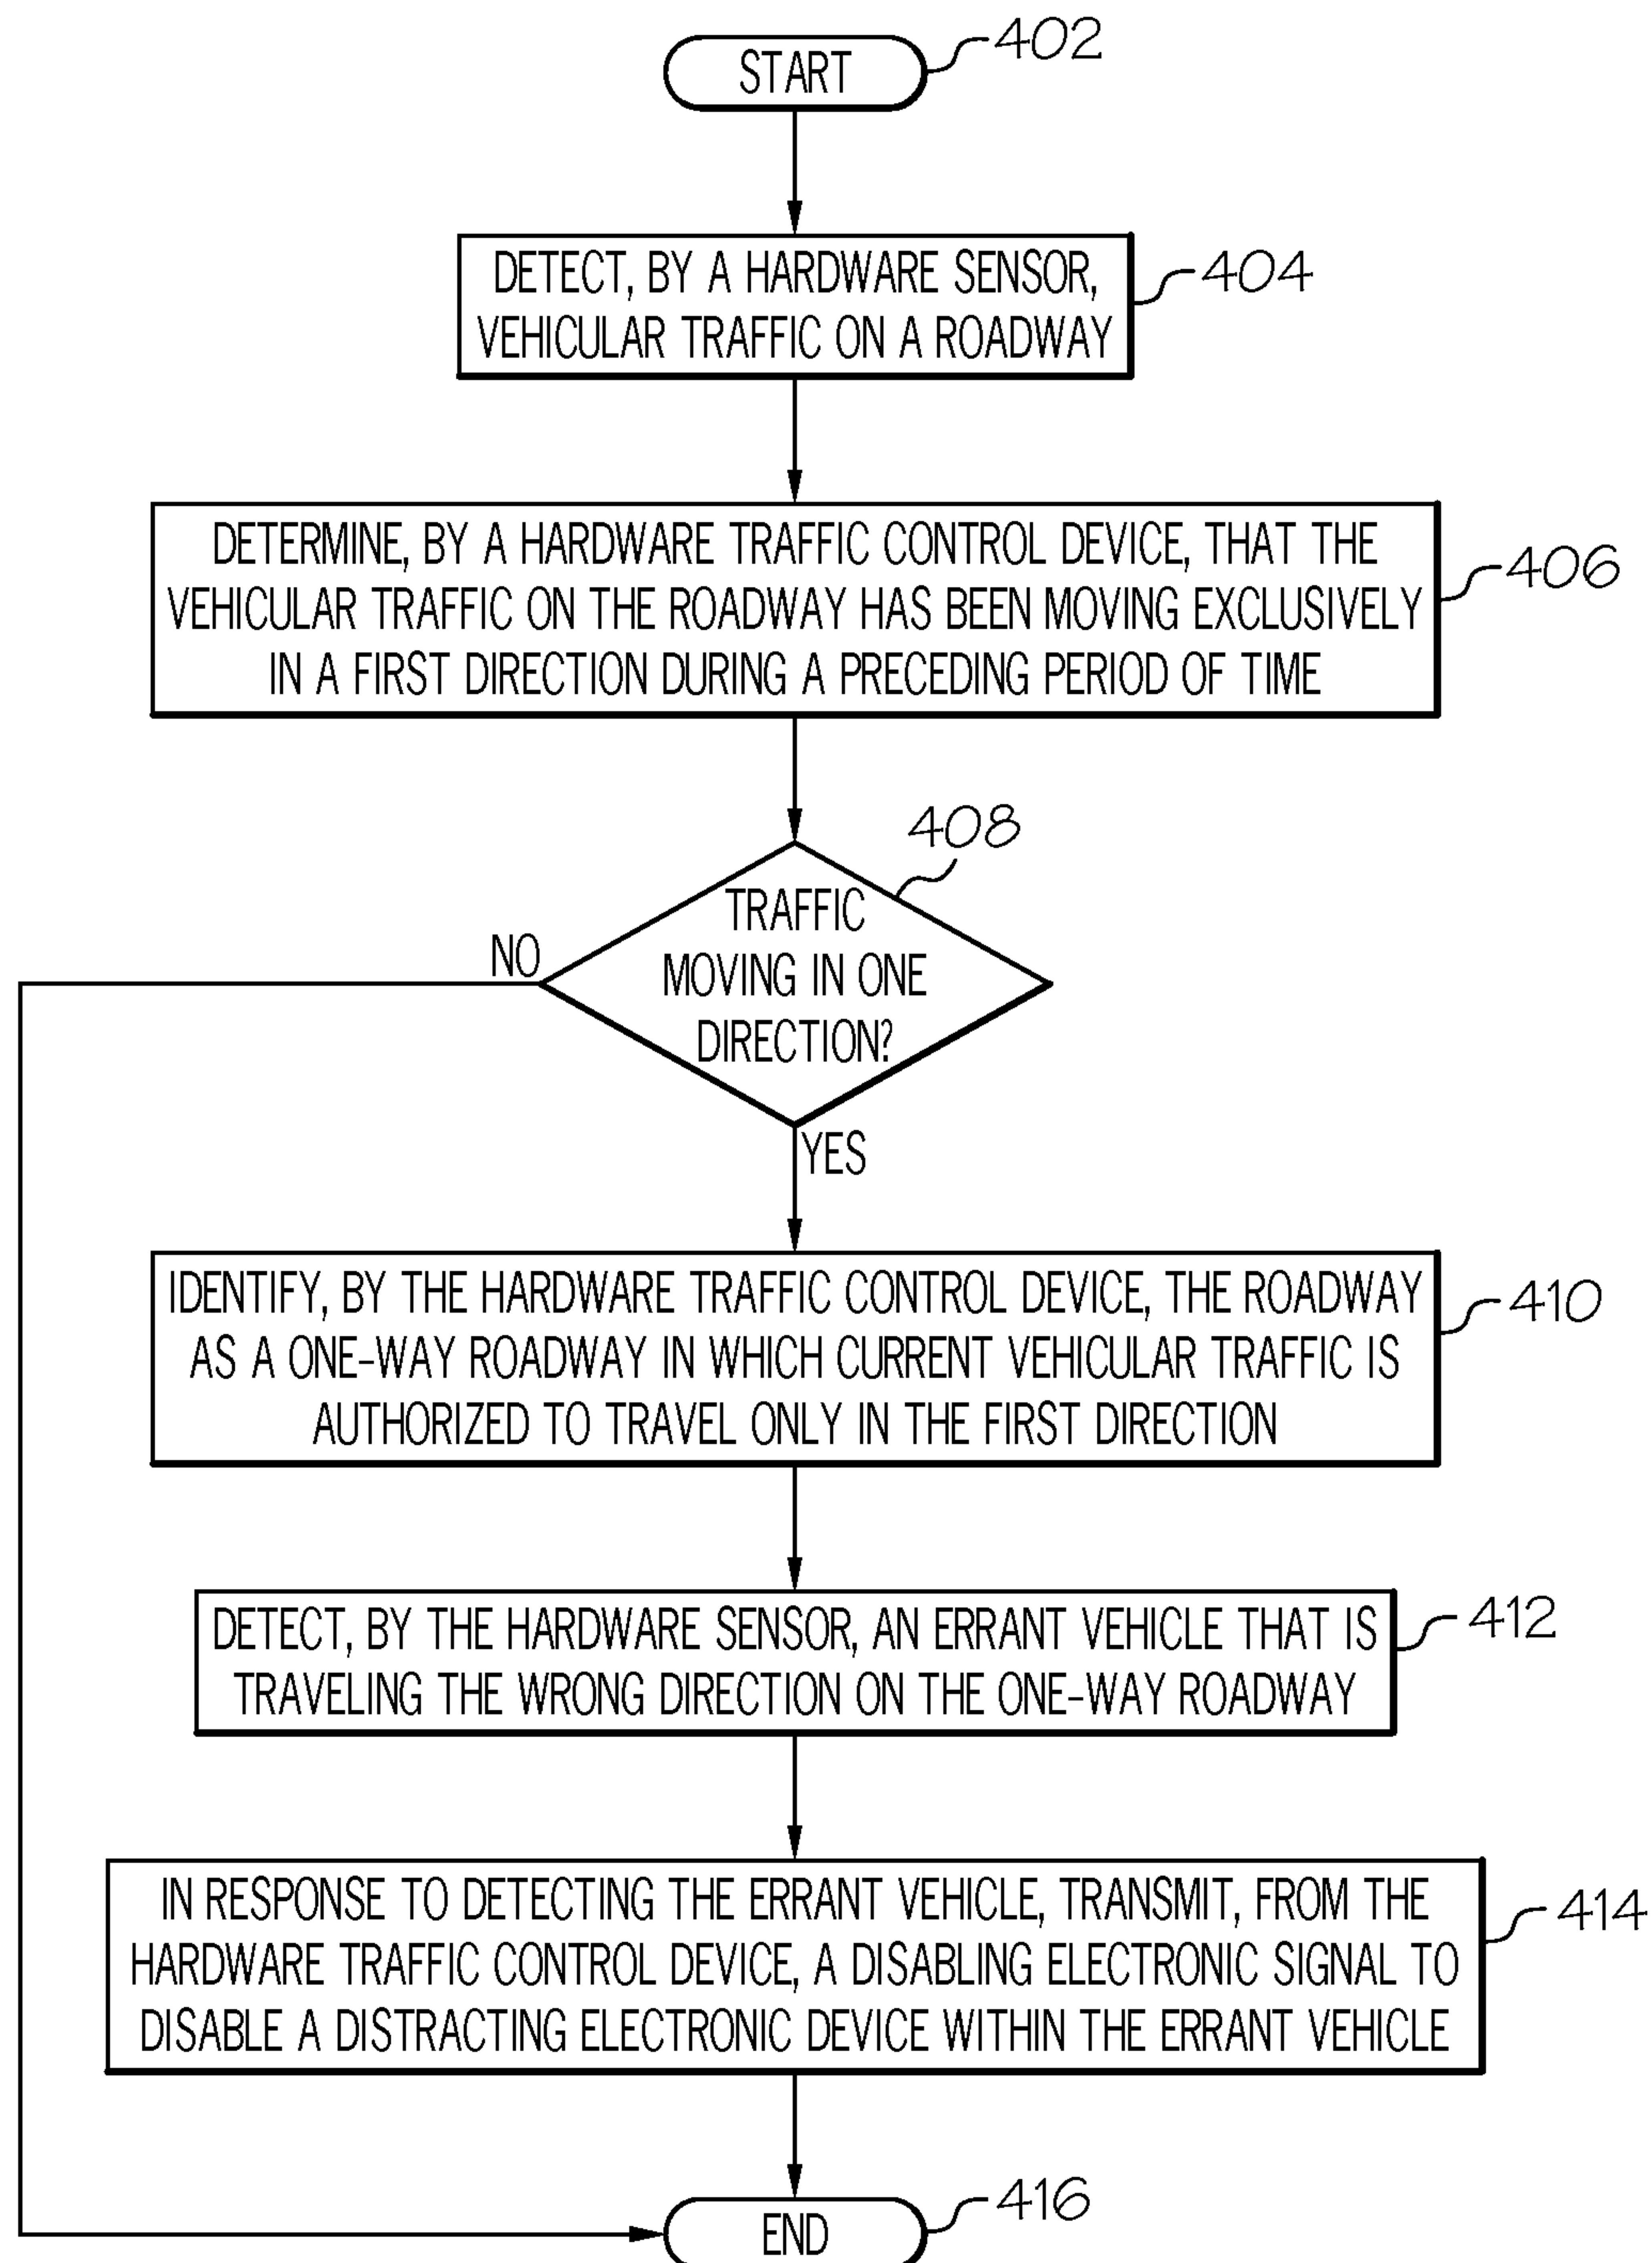 START
402
DETECT, BY A HARDWARE SENSOR,
VEHICULAR TRAFFIC ON A ROADWAY
404
DETERMINE, BY A HARDWARE TRAFFIC CONTROL DEVICE, THAT THE
VEHICULAR TRAFFIC ON THE ROADWAY HAS BEEN MOVING EXCLUSIVELY
IN A FIRST DIRECTION DURING A PRECEDING PERIOD OF TIME
406
408
TRAFFIC
MOVING IN ONE
DIRECTION?
NO
YES
IDENTIFY, BY THE HARDWARE TRAFFIC CONTROL DEVICE, THE ROADWAY
AS A ONE-WAY ROADWAY IN WHICH CURRENT VEHICULAR TRAFFIC IS
AUTHORIZED TO TRAVEL ONLY IN THE FIRST DIRECTION
410
DETECT, BY THE HARDWARE SENSOR, AN ERRANT VEHICLE THAT IS
TRAVELING THE WRONG DIRECTION ON THE ONE-WAY ROADWAY
412
IN RESPONSE TO DETECTING THE ERRANT VEHICLE, TRANSMIT, FROM THE
HARDWARE TRAFFIC CONTROL DEVICE, A DISABLING ELECTRONIC SIGNAL TO
DISABLE A DISTRACTING ELECTRONIC DEVICE WITHIN THE ERRANT VEHICLE
414
END
416